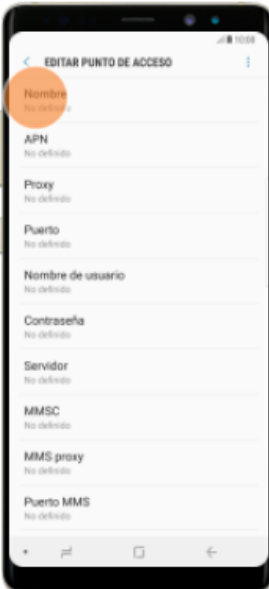 10:00
EDITAR PUNTO DE ACCESO
Nombre
No definido
APN
No definido
Proxy
No definido
Puerto
No definido
Nombre de usuario
No definido
Contraseña
No definido
Servidor
No definido
MMSC
No definido
MMS proxy
No definido
Puerto MMS
No definido